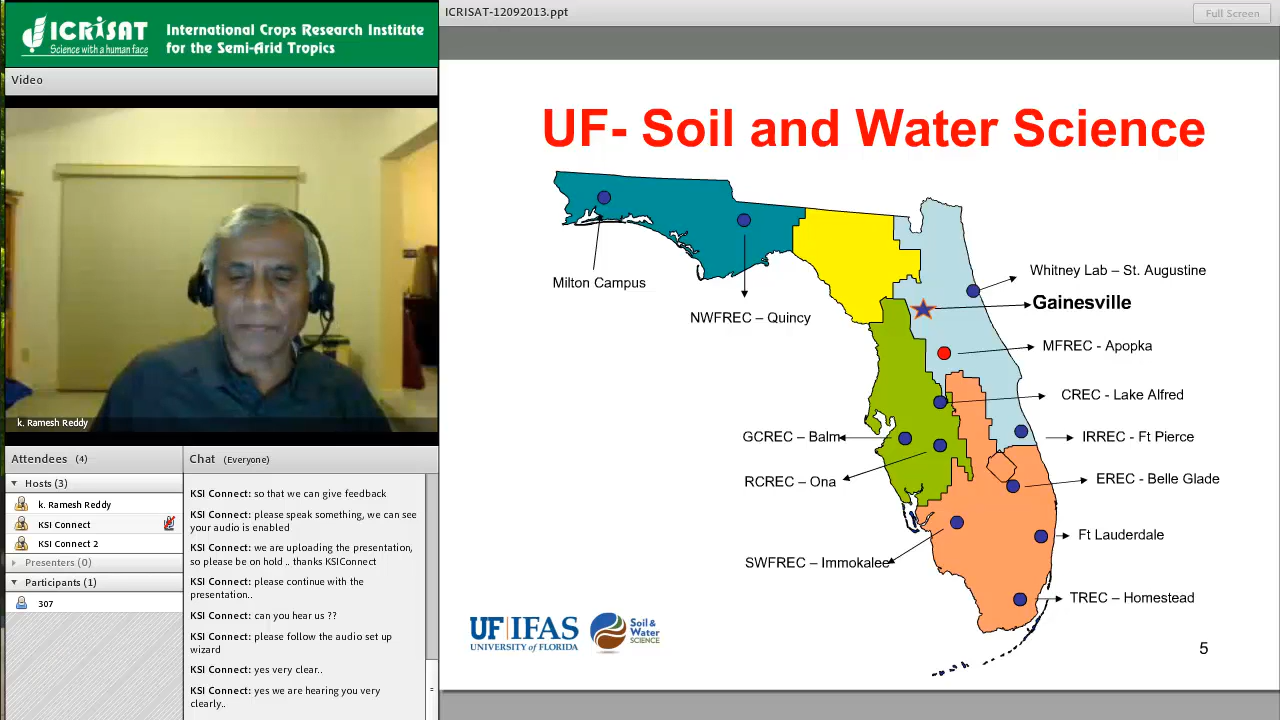 ICRISAT
Science with a human face
International Crops Research Institute
for the Semi-Arid Tropics
Video
k. Ramesh Reddy
Attendees (4)
Hosts (3)
k. Ramesh Reddy
KSI Connect
KSI Connect 2
Presenters (0)
Participants (1)
307
Chat (Everyone)
KSI Connect: so that we can give feedback
KSI Connect: please speak something, we can see
your audio is enabled
KSI Connect: we are uploading the presentation,
so please be on hold .. thanks KSIConnect
KSI Connect: please continue with the
presentation..
KSI Connect: can you hear us ??
KSI Connect: please follow the audio set up
wizard
KSI Connect: yes very clear..
KSI Connect: yes we are hearing you very
clearly..
ICRISAT-12092013.ppt
Full Screen
UF- Soil and Water Science
Milton Campus
NWFREC – Quincy
Whitney Lab – St. Augustine
Gainesville
MFREC - Apopka
CREC - Lake Alfred
GCREC – Balm
IRREC - Ft Pierce
RCREC – Ona
EREC - Belle Glade
Ft Lauderdale
SWFREC – Immokalee
TREC – Homestead
UF IFAS
UNIVERSITY of FLORIDA
Soil &
Water
SCIENCE
5